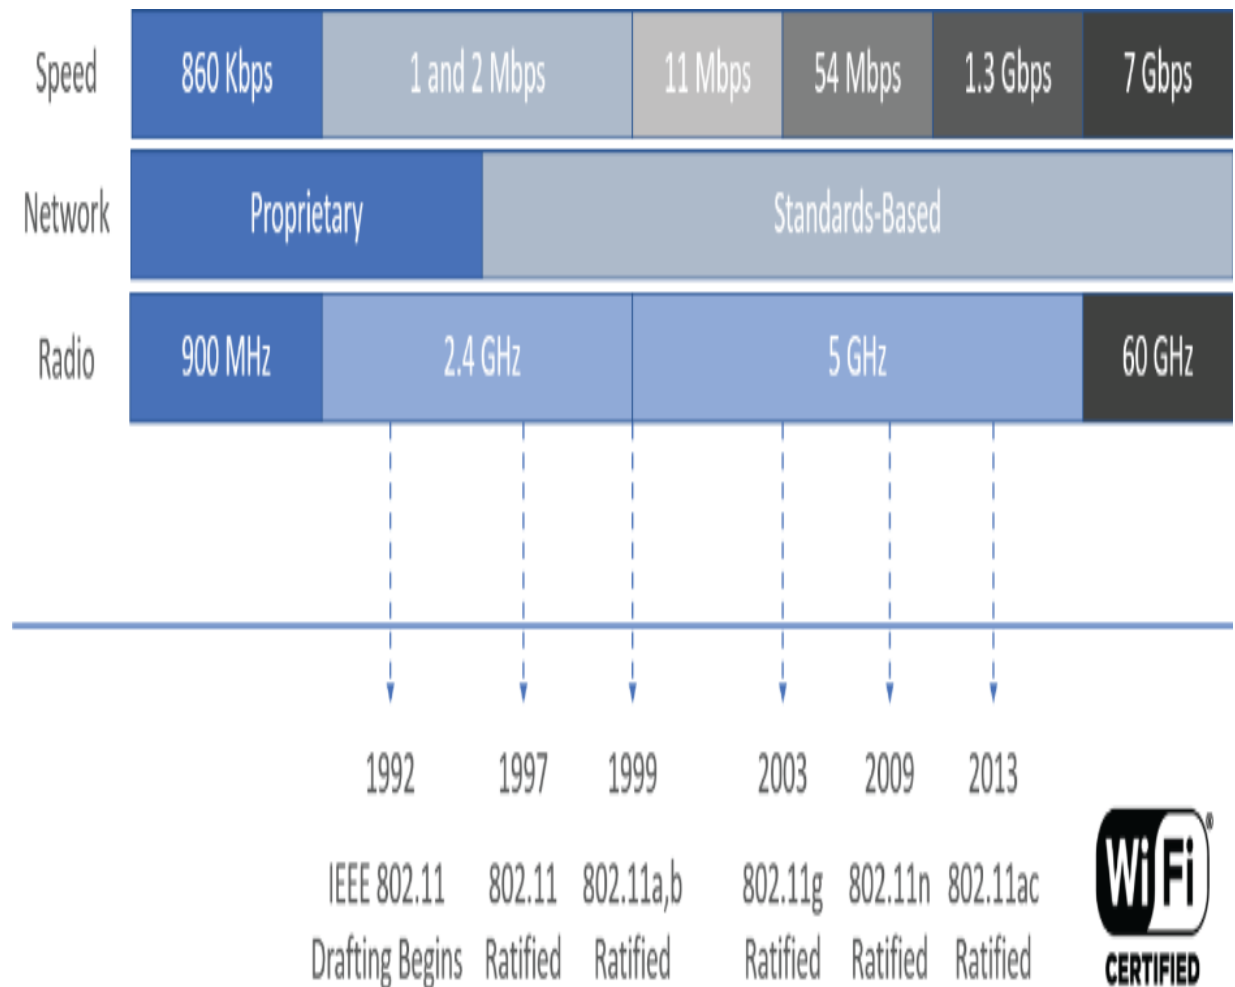 Speed 860 Kbps 1 and 2 Mbps 11 Mbps 54 Mbps 1.3 Gbps 7 Gbps
Network Proprietary Standards-Based
Radio 900 MHz 2.4 GHz 5 GHz 60 GHz
1992 1997 1999 2003 2009 2013
IEEE 802.11 802.11 802.11a,b 802.11g 802.11n 802.11ac
Drafting Begins Ratified Ratified Ratified Ratified Ratified
Wi Fi ®
CERTIFIED